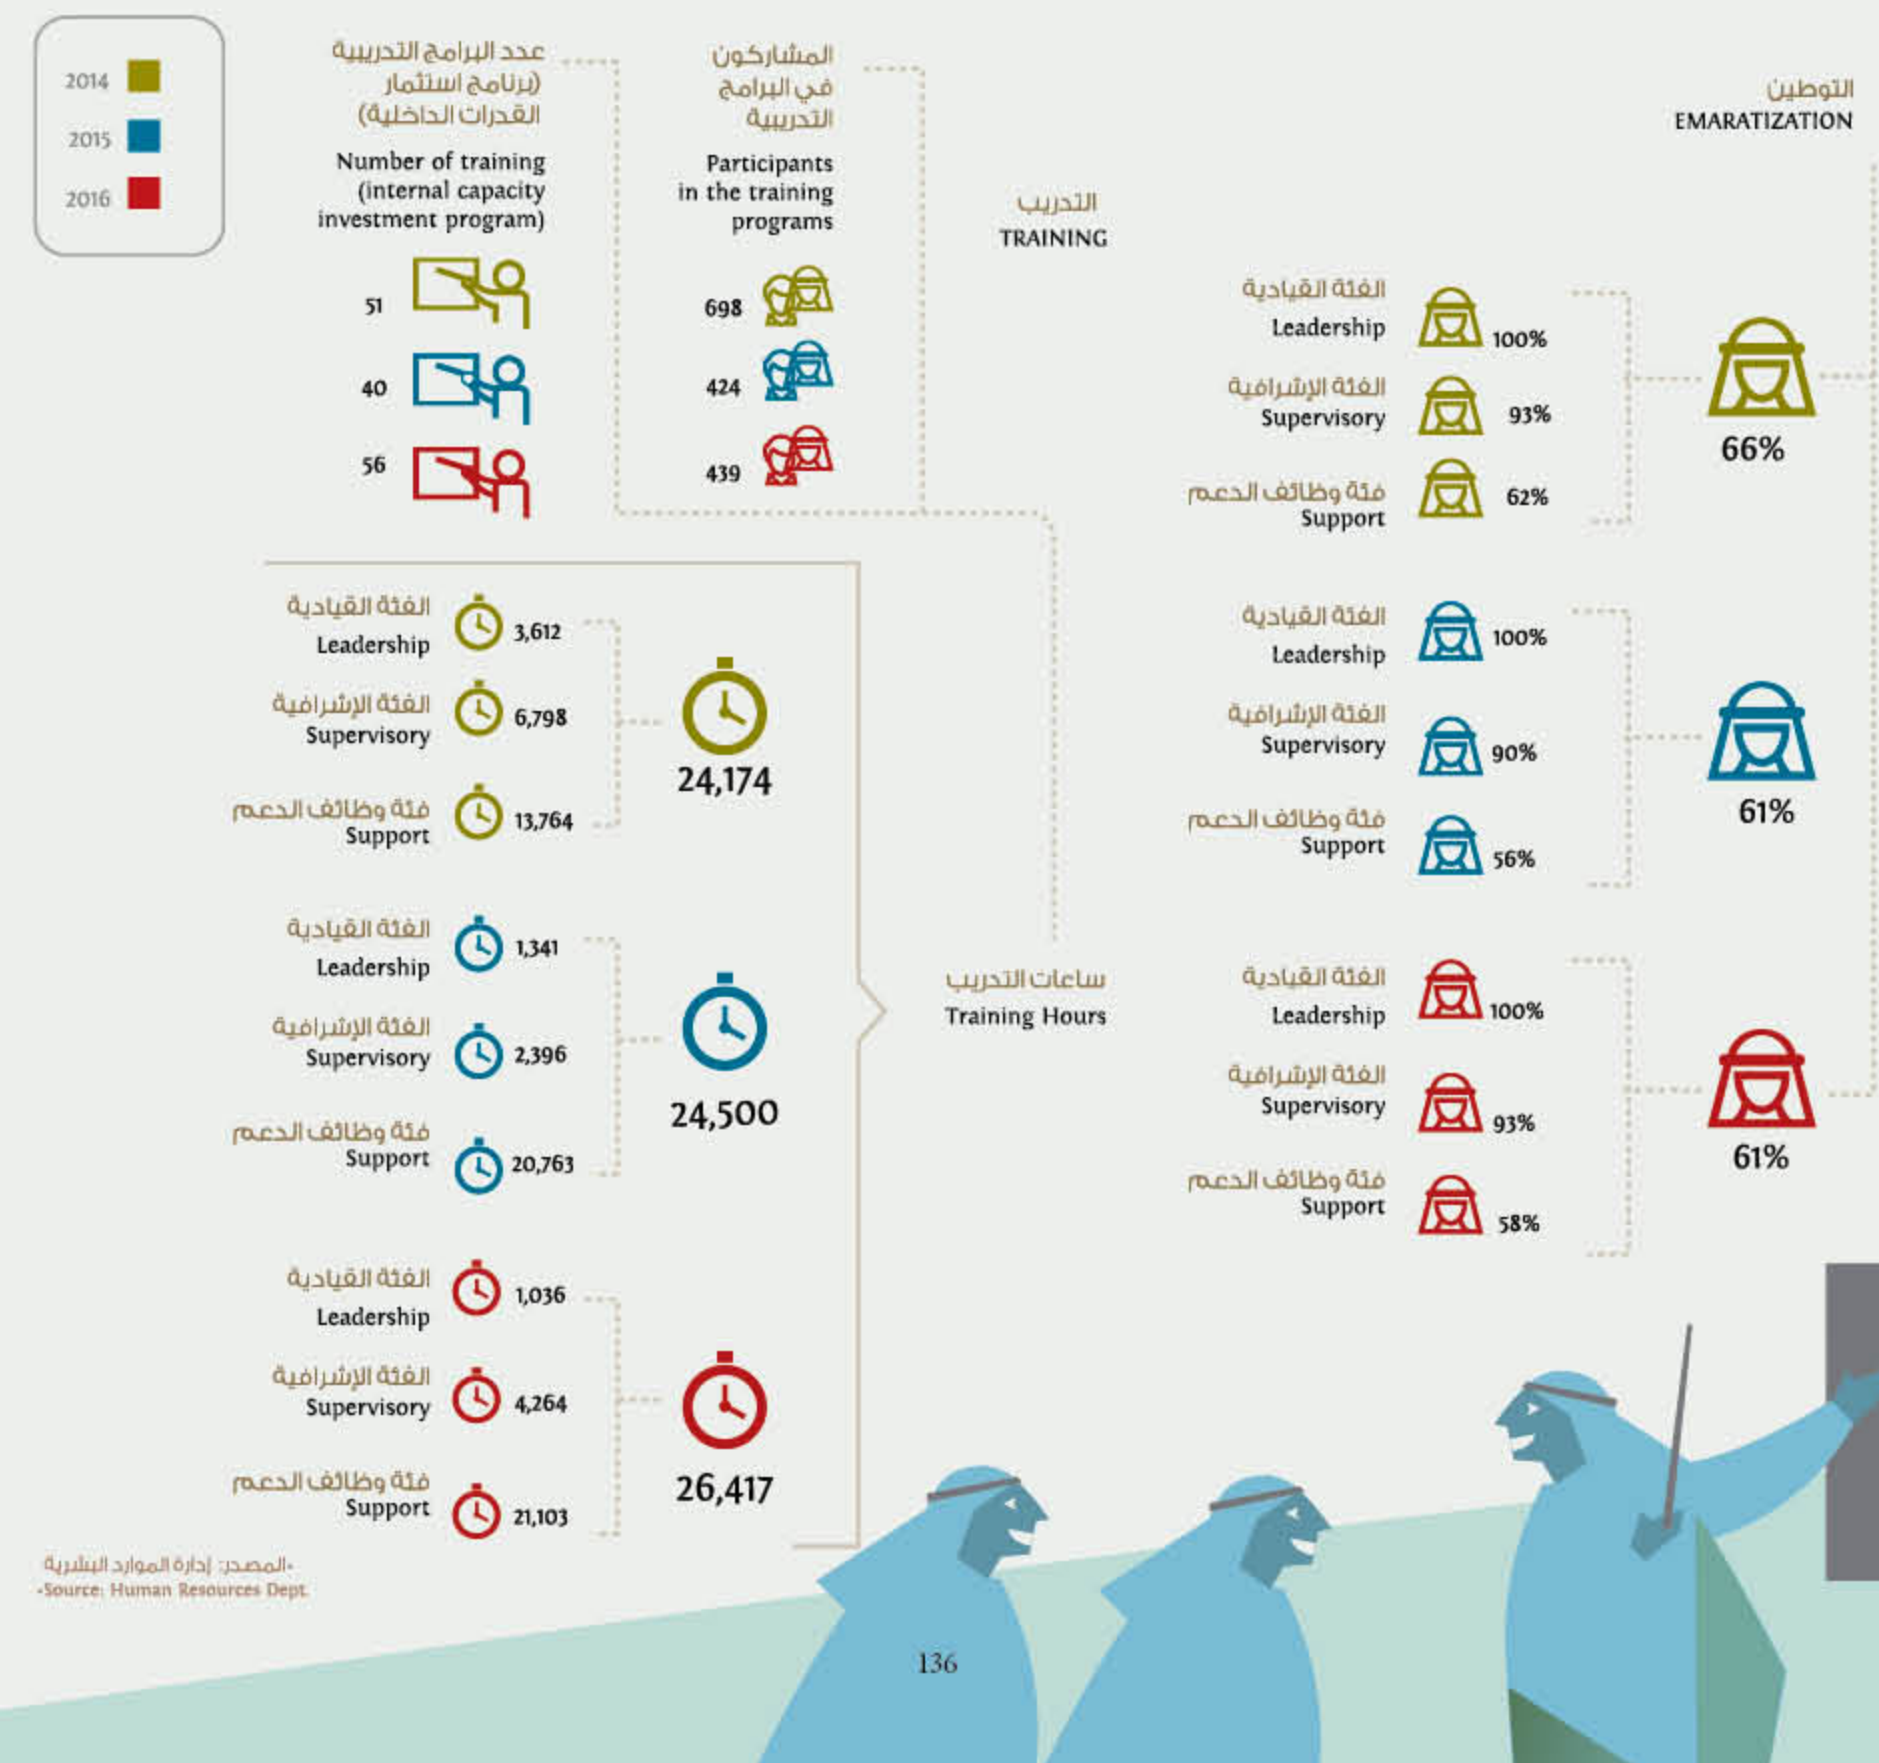 2014
2015
2016
عدد البرامج التدريبية
(برنامج استثمار
القدرات الداخلية)
Number of training
(internal capacity
investment program)
51
40
56
المشاركون
في البرامج
التدريبية
Participants
in the training
programs
698
424
439
التدريب
TRAINING
التوطين
EMARATIZATION
الفئة القيادية
Leadership
100%
الفئة الإشرافية
Supervisory
93%
فئة وظائف الدعم
Support
62%
66%
الفئة القيادية
Leadership
100%
الفئة الإشرافية
Supervisory
90%
فئة وظائف الدعم
Support
56%
61%
الفئة القيادية
Leadership
100%
الفئة الإشرافية
Supervisory
93%
فئة وظائف الدعم
Support
58%
61%
ساعات التدريب
Training Hours
الفئة القيادية
Leadership
3,612
الفئة الإشرافية
Supervisory
6,798
فئة وظائف الدعم
Support
13,764
24,174
الفئة القيادية
Leadership
1,341
الفئة الإشرافية
Supervisory
2,396
فئة وظائف الدعم
Support
20,763
24,500
الفئة القيادية
Leadership
1,036
الفئة الإشرافية
Supervisory
4,264
فئة وظائف الدعم
Support
21,103
26,417
-المصدر: إدارة الموارد البشرية
-Source: Human Resources Dept.
136